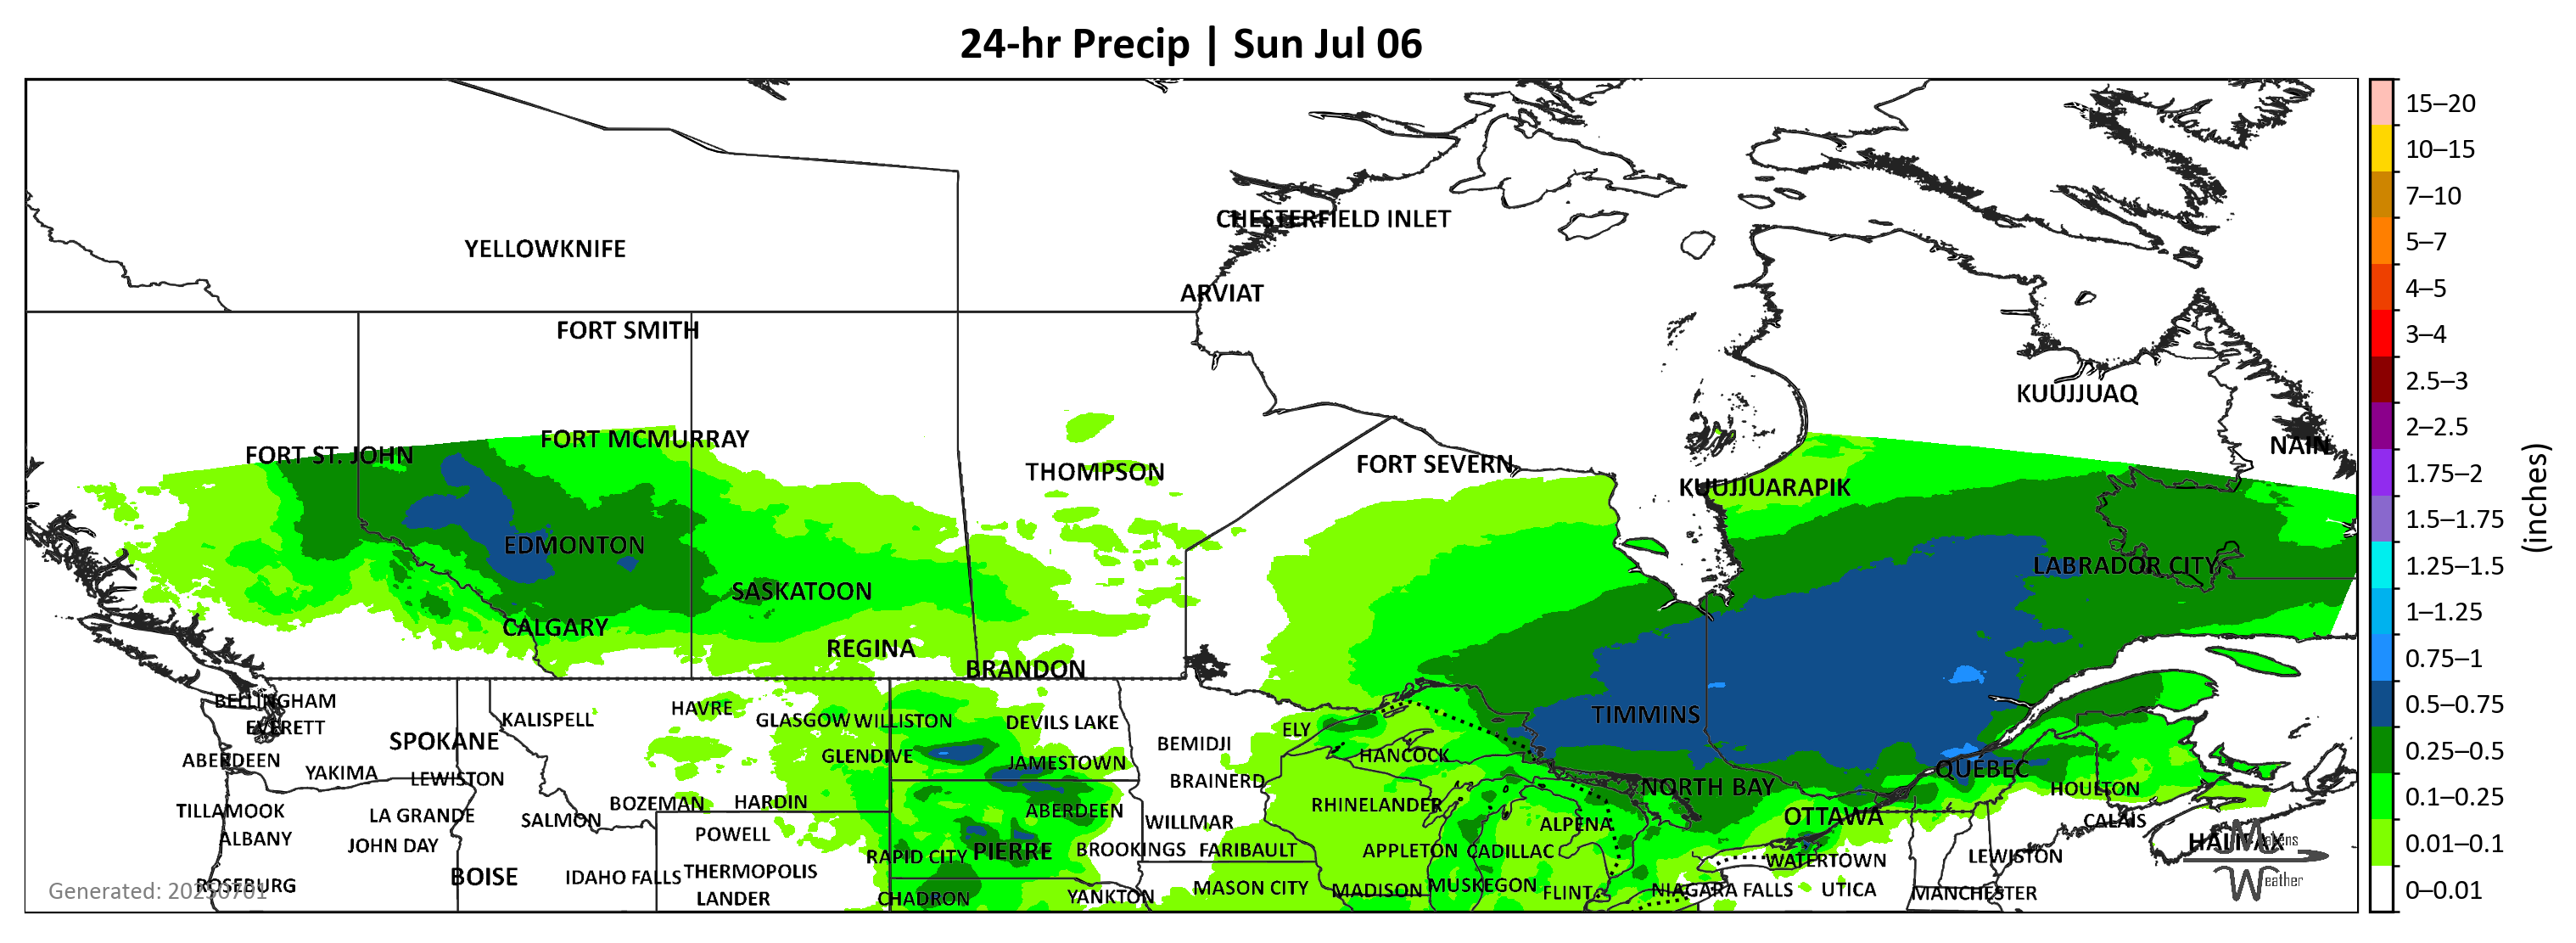 24-hr Precip | Sun Jul 06
15–20
10–15
7–10
5–7
4–5
3–4
2.5–3
2–2.5
1.75–2
1.5–1.75
1.25–1.5
1–1.25
0.75–1
0.5–0.75
0.25–0.5
0.1–0.25
0.01–0.1
0–0.01
(inches)
CHESTERFIELD INLET
YELLOWKNIFE
ARVIAT
FORT SMITH
KUUJJUAQ
FORT MCMURRAY
NAIN
FORT ST. JOHN
FORT SEVERN
THOMPSON
KUUJJUARAPIK
EDMONTON
LABRADOR CITY
SASKATOON
CALGARY
REGINA
BRANDON
BELLINGHAM
HAVRE
TIMMINS
KALISPELL
GLASGOW WILLISTON
DEVILS LAKE
EVERETT
ELY
SPOKANE
BEMIDJI
GLENDIVE
HANCOCK
ABERDEEN
JAMESTOWN
QUÉBEC
YAKIMA
LEWISTON
BRAINERD
NORTH BAY
HOULTON
BOZEMAN
HARDIN
RHINELANDER
TILLAMOOK
ABERDEEN
LA GRANDE
OTTAWA
SALMON
WILLMAR
CALAIS
ALPENA
POWELL
ALBANY
HALIFAX
JOHN DAY
BROOKINGS
FARIBAULT
APPLETON
CADILLAC
PIERRE
RAPID CITY
LEWISTON
WATERTOWN
THERMOPOLIS
BOISE
IDAHO FALLS
ROSEBURG
MUSKEGON
MASON CITY
MADISON
NIAGARA FALLS
UTICA
FLINT
MANCHESTER
YANKTON
LANDER
CHADRON
Generated: 20250701
Weather